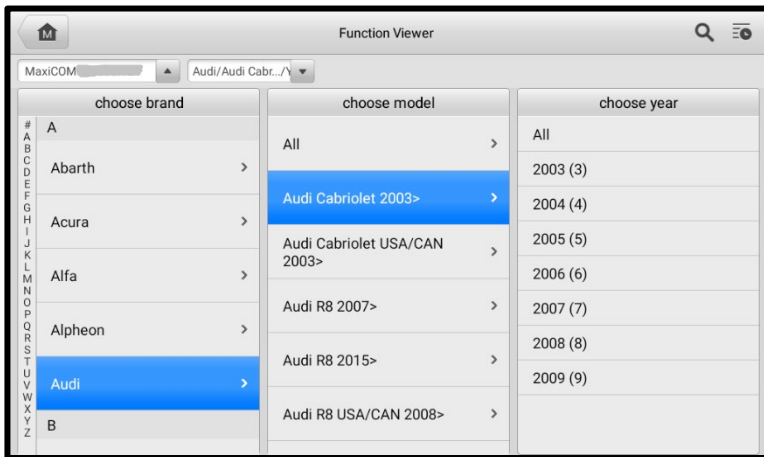 M
Function Viewer
MaxiCOM
Audi/Audi Cabr.../Y
choose brand
choose model
choose year
#
A
B
C
D
E
F
G
H
I
J
K
L
M
N
O
P
Q
R
S
T
U
V
W
X
Y
Z
A
Abarth
Acura
Alfa
Alpheon
Audi
B
All
Audi Cabriolet 2003>
Audi Cabriolet USA/CAN
2003>
Audi R8 2007>
Audi R8 2015>
Audi R8 USA/CAN 2008>
All
2003 (3)
2004 (4)
2005 (5)
2006 (6)
2007 (7)
2008 (8)
2009 (9)